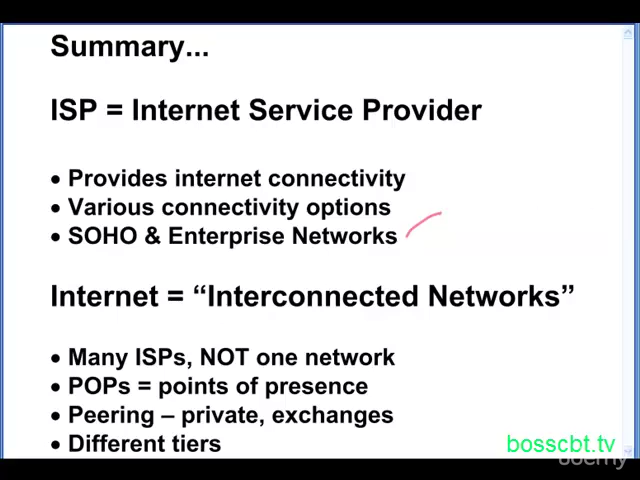 Summary...
ISP = Internet Service Provider
• Provides internet connectivity
• Various connectivity options
• SOHO & Enterprise Networks
Internet = “Interconnected Networks”
• Many ISPs, NOT one network
• POPs = points of presence
• Peering – private, exchanges
• Different tiers
bosscbt.tv
udemy